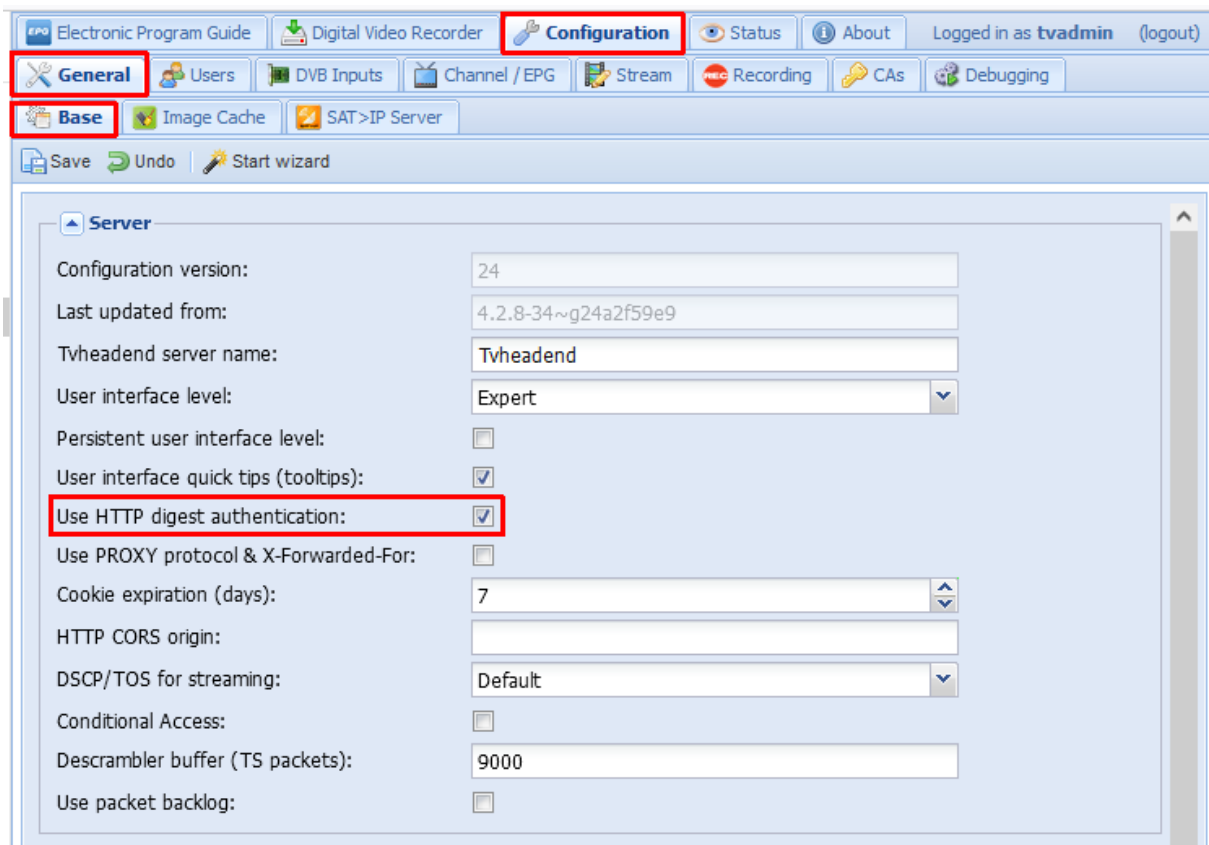 EPG Electronic Program Guide Digital Video Recorder Configuration Status About Logged in as tvadmin (logout)
General Users DVB Inputs Channel / EPG Stream REC Recording CAs Debugging
Base Image Cache SAT>IP Server
Save Undo Start wizard
Server
Configuration version: 24
Last updated from: 4.2.8-34~g24a2f59e9
Tvheadend server name: Tvheadend
User interface level: Expert
Persistent user interface level:
User interface quick tips (tooltips):
Use HTTP digest authentication:
Use PROXY protocol & X-Forwarded-For:
Cookie expiration (days): 7
HTTP CORS origin:
DSCP/TOS for streaming: Default
Conditional Access:
Descrambler buffer (TS packets): 9000
Use packet backlog: